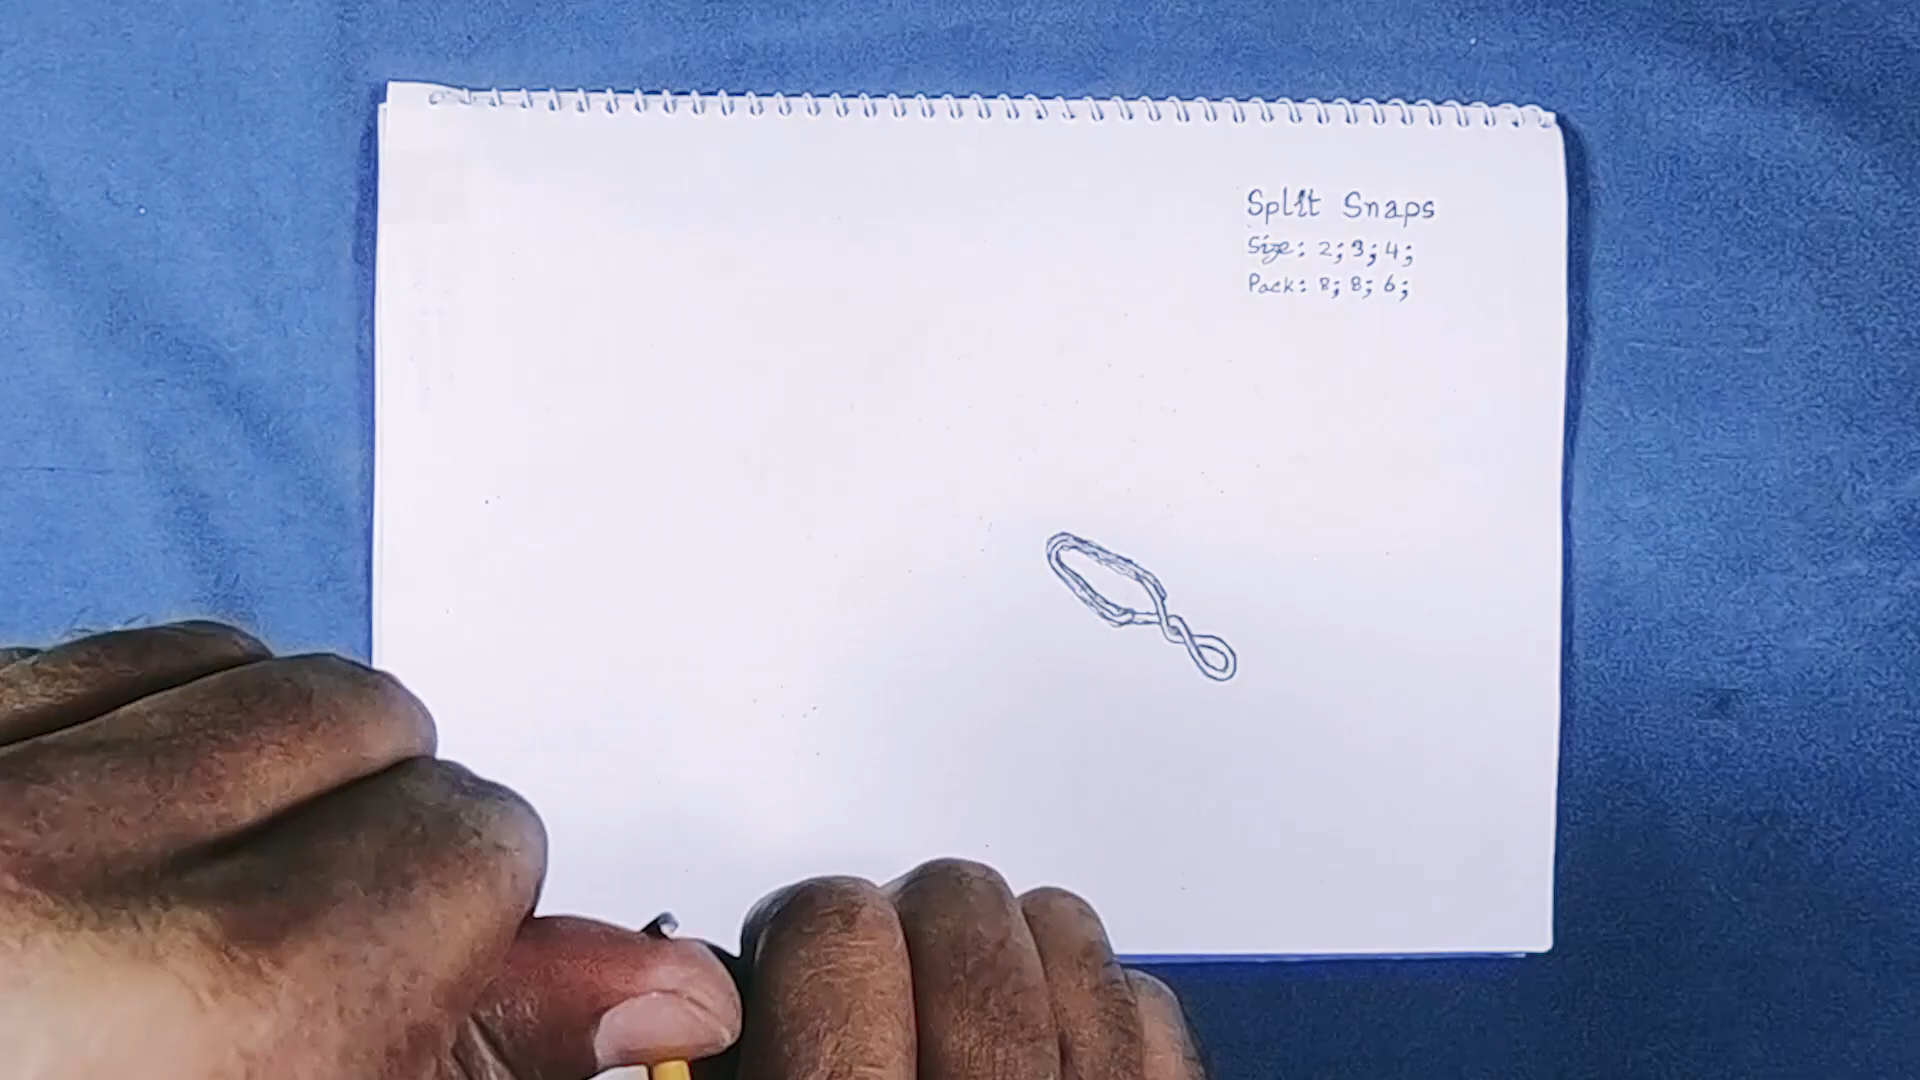 Split Snaps
Size: 2; 3; 4;
Pack: 8; 8; 6;